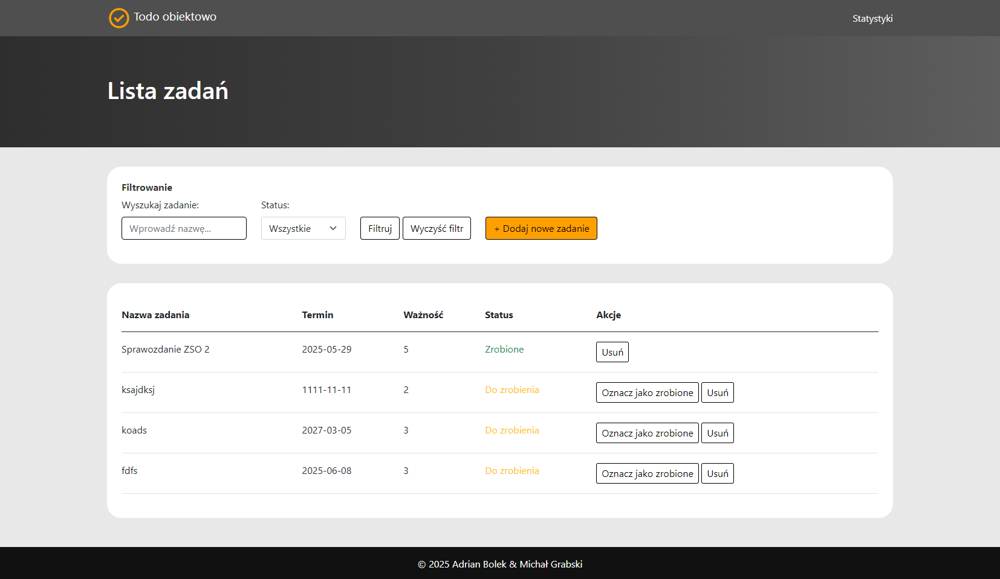 Todo obiektowo
Statystyki
Lista zadań
Filtrowanie
Wyszukaj zadanie: Status:
Wprowadź nazwę... Wszystkie Filtruj Wyczyść filtr + Dodaj nowe zadanie
Nazwa zadania Termin Ważność Status Akcje
Sprawozdanie ZSO 2 2025-05-29 5 Zrobione Usuń
ksajdksj 1111-11-11 2 Do zrobienia Oznacz jako zrobione Usuń
koads 2027-03-05 3 Do zrobienia Oznacz jako zrobione Usuń
fdfs 2025-06-08 3 Do zrobienia Oznacz jako zrobione Usuń
© 2025 Adrian Bolek & Michał Grabski